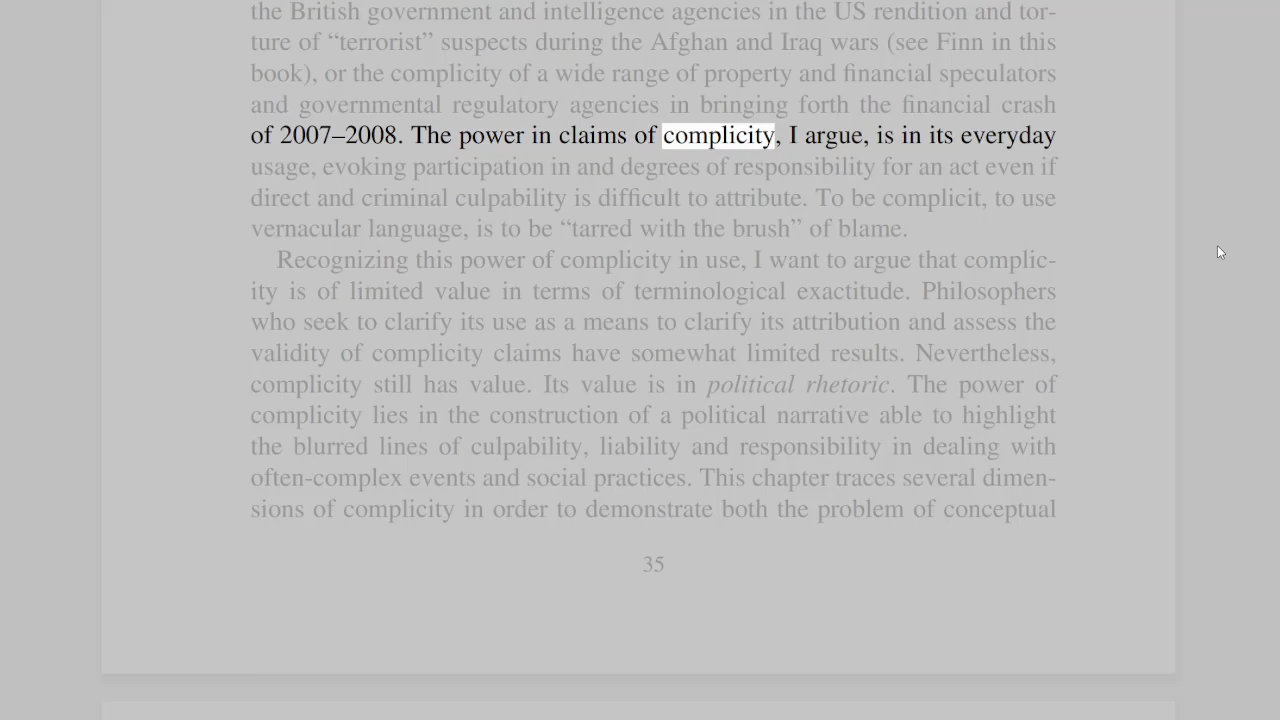 the British government and intelligence agencies in the US rendition and tor-
ture of “terrorist” suspects during the Afghan and Iraq wars (see Finn in this
book), or the complicity of a wide range of property and financial speculators
and governmental regulatory agencies in bringing forth the financial crash
of 2007–2008. The power in claims of complicity, I argue, is in its everyday
usage, evoking participation in and degrees of responsibility for an act even if
direct and criminal culpability is difficult to attribute. To be complicit, to use
vernacular language, is to be “tarred with the brush” of blame.
Recognizing this power of complicity in use, I want to argue that complic-
ity is of limited value in terms of terminological exactitude. Philosophers
who seek to clarify its use as a means to clarify its attribution and assess the
validity of complicity claims have somewhat limited results. Nevertheless,
complicity still has value. Its value is in political rhetoric. The power of
complicity lies in the construction of a political narrative able to highlight
the blurred lines of culpability, liability and responsibility in dealing with
often-complex events and social practices. This chapter traces several dimen-
sions of complicity in order to demonstrate both the problem of conceptual
35